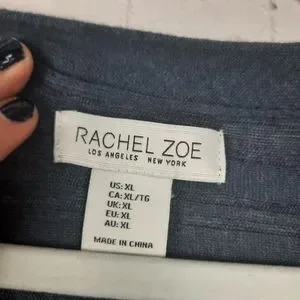 RACHEL ZOE
LOS ANGELES NEW YORK
US: XL
CA: XL/TG
UK: XL
EU: XL
AU: XL
MADE IN CHINA